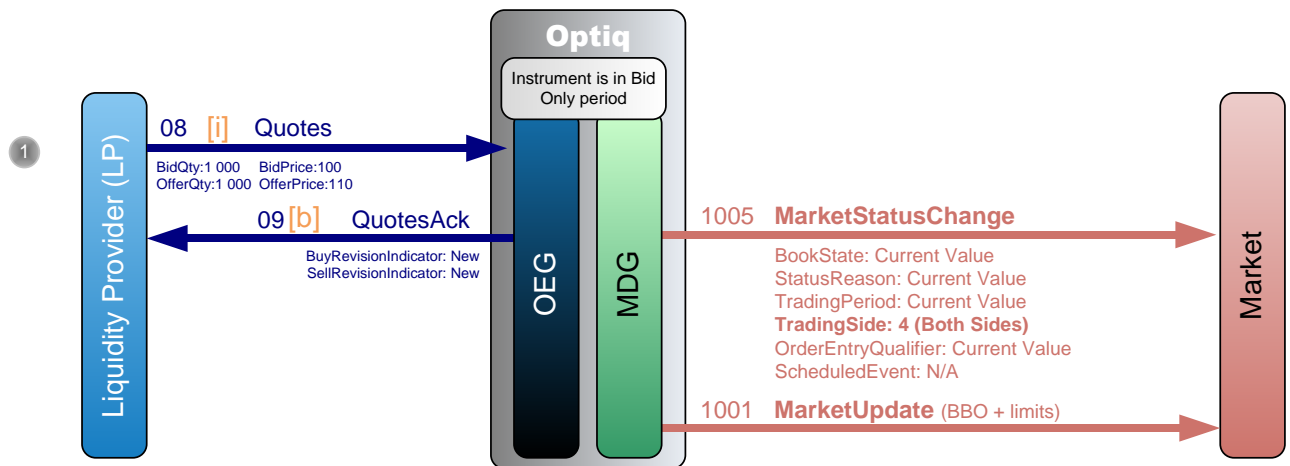 Optiq
Instrument is in Bid
Only period
1
Liquidity Provider (LP)
08 [i] Quotes
BidQty:1 000 BidPrice:100
OfferQty:1 000 OfferPrice:110
09 [b] QuotesAck
BuyRevisionIndicator: New
SellRevisionIndicator: New
OEG
MDG
1005 MarketStatusChange
BookState: Current Value
StatusReason: Current Value
TradingPeriod: Current Value
TradingSide: 4 (Both Sides)
OrderEntryQualifier: Current Value
ScheduledEvent: N/A
1001 MarketUpdate (BBO + limits)
Market